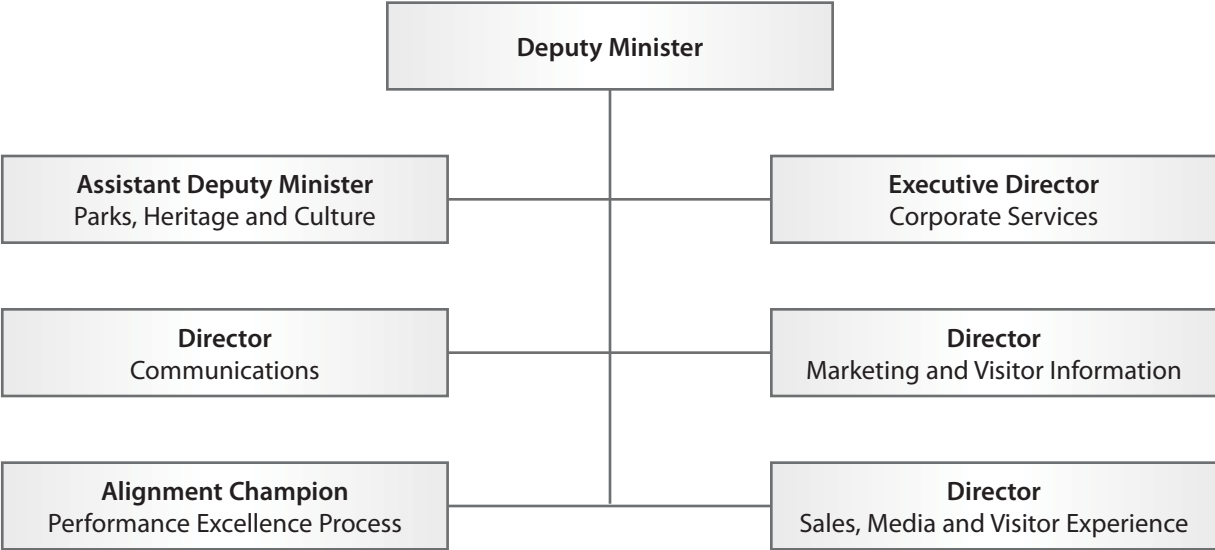 Deputy Minister
Assistant Deputy Minister
Parks, Heritage and Culture
Executive Director
Corporate Services
Director
Communications
Director
Marketing and Visitor Information
Alignment Champion
Performance Excellence Process
Director
Sales, Media and Visitor Experience